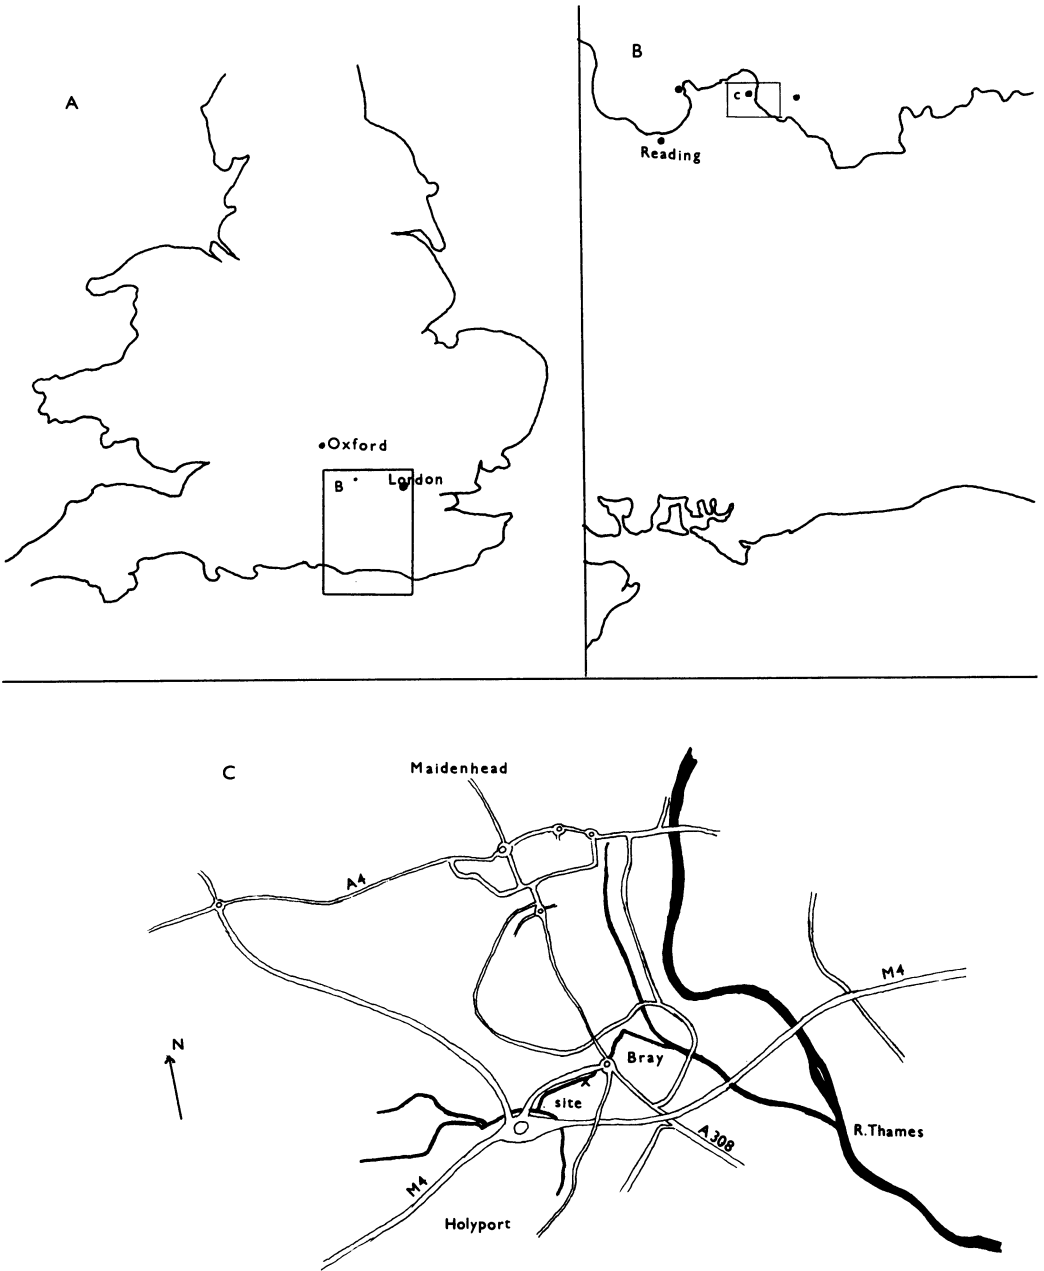 A
Oxford
B
London
B
C
Reading
C
Maidenhead
A4
M4
N
Bray
x
site
A308
R.Thames
M4
Holyport